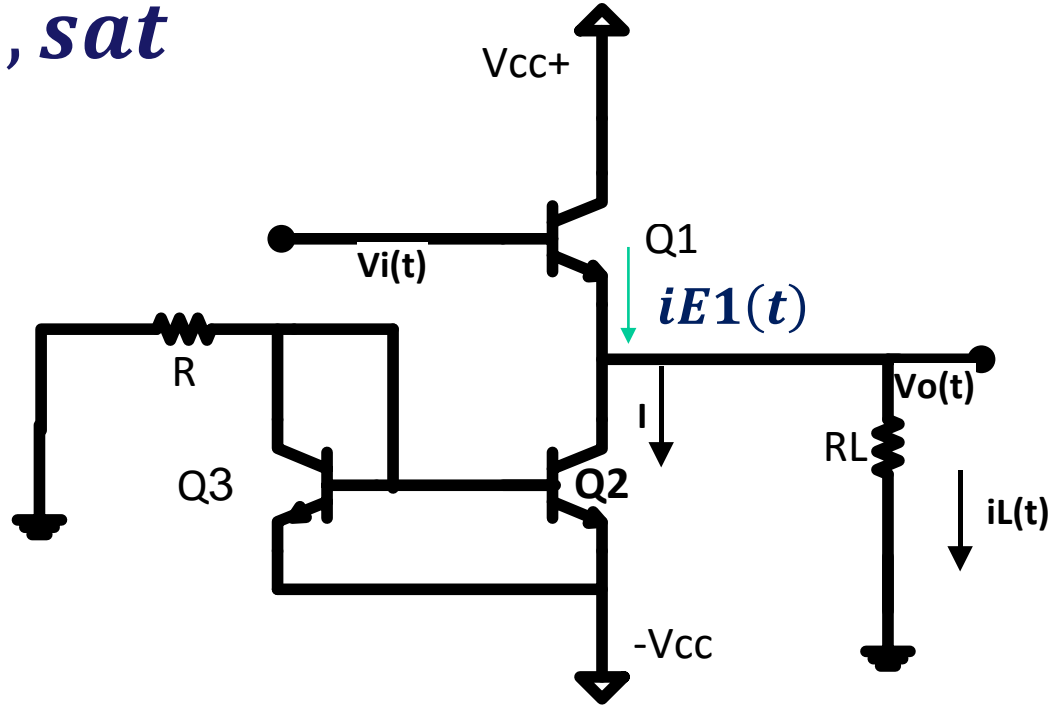 , sat
Vcc+
Q1
Vi(t)
iE1(t)
R
Vo(t)
I
RL
Q3
Q2
iL(t)
-Vcc